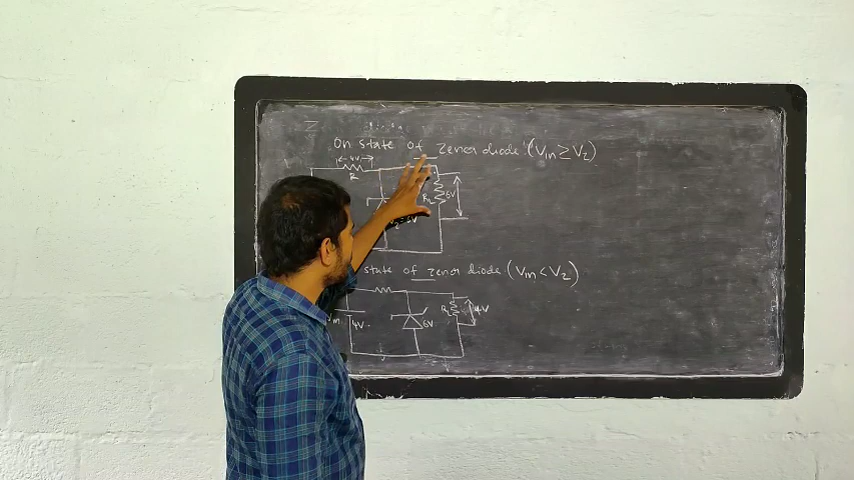 On state of Zener diode (Vin ≥ VZ)
4V
R
RL 6V
state of zener diode (Vin < VZ)
RL 4V
4V 6V